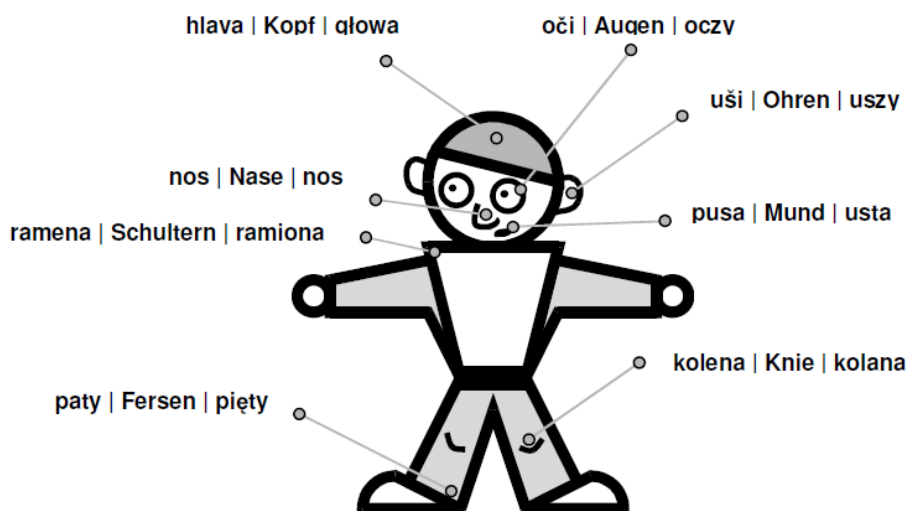 hlava | Kopf | głowa
oči | Augen | oczy
uši | Ohren | uszy
nos | Nase | nos
pusa | Mund | usta
ramena | Schultern | ramiona
kolena | Knie | kolana
paty | Fersen | pięty